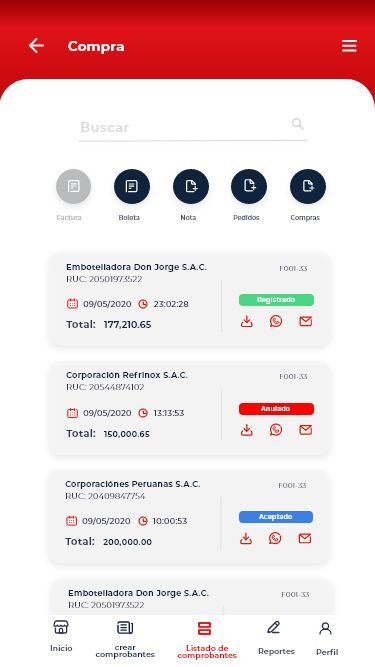 Compra
Buscar
Factura Boleta Nota Pedidos Compras
Embotelladora Don Jorge S.A.C. F001-33
RUC: 20501973522
Registrado
09/05/2020 23:02:28
Total: 177,210.65
Corporación Refrinox S.A.C. F001-33
RUC: 20544874102
Anulado
09/05/2020 13:13:53
Total: 150,000.65
Corporaciónes Peruanas S.A.C. F001-33
RUC: 20409847754
Aceptado
09/05/2020 10:00:53
Total: 200,000.00
Embotelladora Don Jorge S.A.C. F001-33
RUC: 20501973522
Inicio crear comprobantes Listado de comprobantes Reportes Perfil